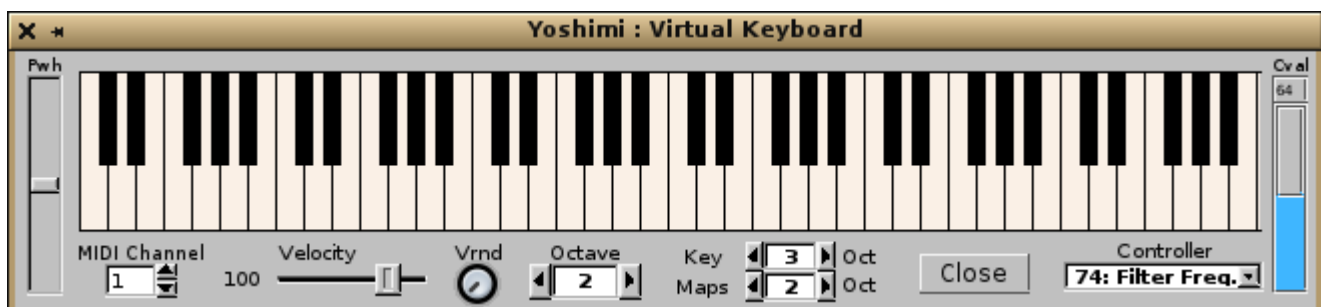 Yoshimi : Virtual Keyboard
Pwh
Cval
64
MIDI Channel
1
100
Velocity
Vrnd
Octave
2
Key 3 Oct
Maps 2 Oct
Close
Controller
74: Filter Freq.